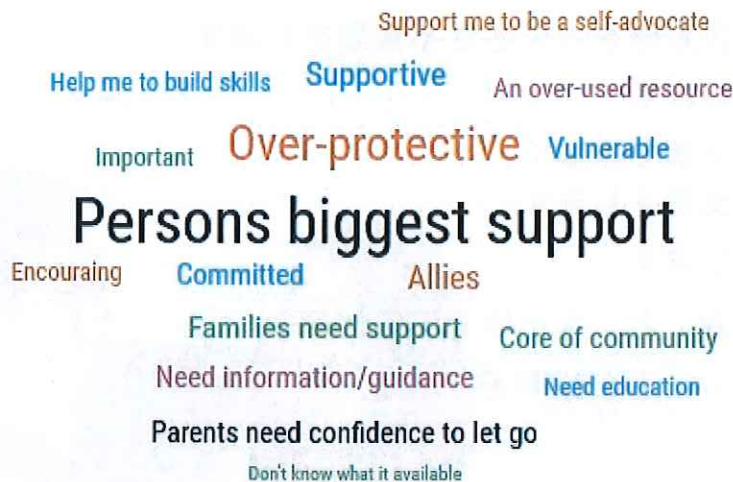 Support me to be a self-advocate
Help me to build skills Supportive An over-used resource
Important Over-protective Vulnerable
Persons biggest support
Encouraing Committed Allies
Families need support Core of community
Need information/guidance Need education
Parents need confidence to let go
Don't know what it available